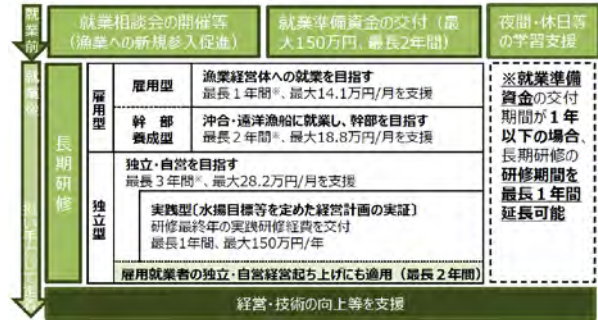 就業前
就業相談会の開催等
(漁業への新規参入促進)
就業準備資金の交付(最
大150万円、最長2年間)
夜間・休日等
の学習支援
就業後
長期研修
雇用型
雇用型
漁業経営体への就業を目指す
最長1年間※、最大14.1万円/月を支援
幹部
養成型
沖合・遠洋漁船に就業し、幹部を目指す
最長2年間※、最大18.8万円/月を支援
独立型
独立・自営を目指す
最長3年間※、最大28.2万円/月を支援
実践型〔水揚目標等を定めた経営計画の実証〕
研修最終年の実践研修経費を交付
最長1年間、最大150万円/年
雇用就業者の独立・自営経営起ち上げにも適用(最長2年間)
※就業準備
資金の交付
期間が1年
以下の場合、
長期研修の
研修期間を
最長1年間
延長可能
経営・技術の向上等を支援